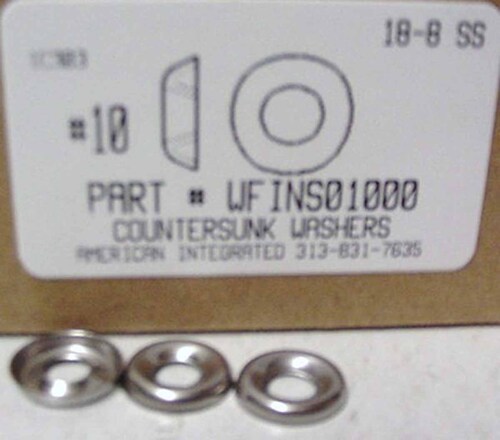 18-8 SS
#10
PART # WFINS01000
COUNTERSUNK WASHERS
AMERICAN INTEGRATED 313-831-7635